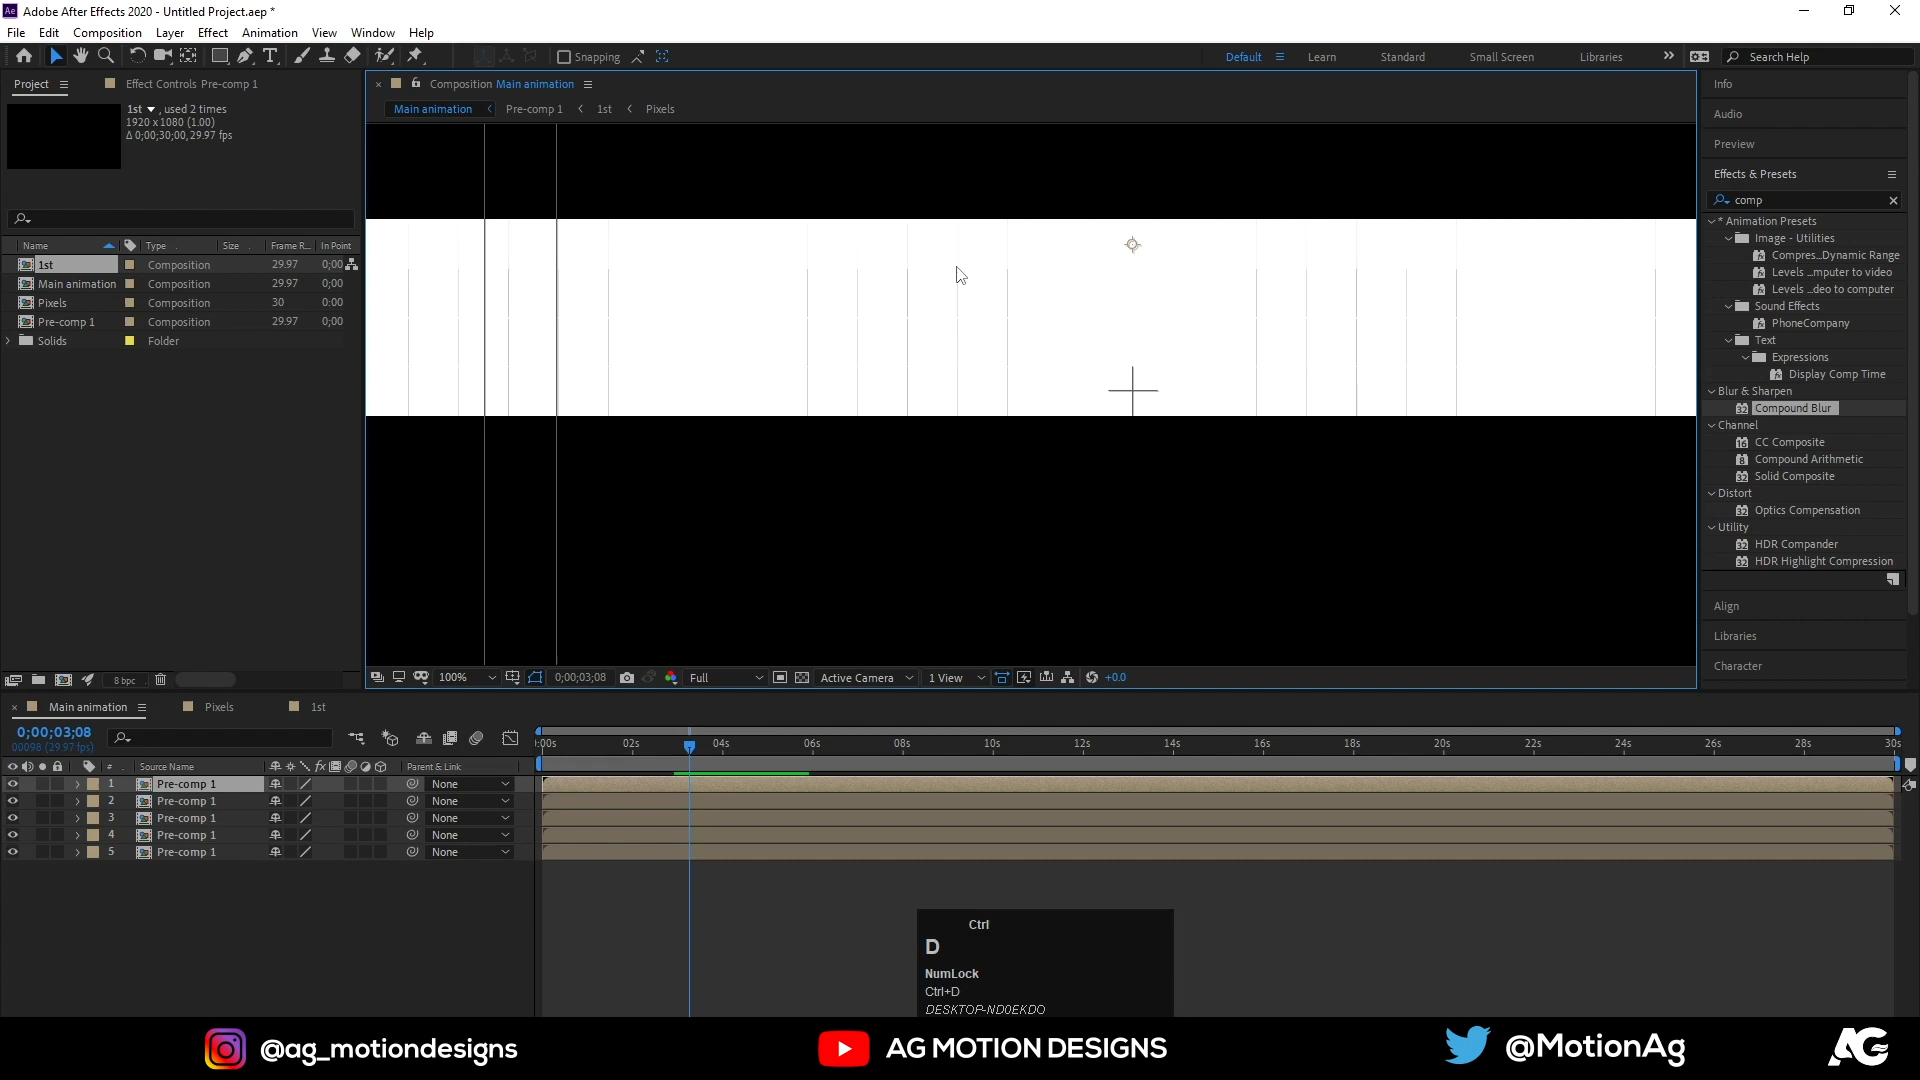 Adobe After Effects 2020 - Untitled Project.aep *
File Edit Composition Layer Effect Animation View Window Help
Snapping Default Learn Standard Small Screen Libraries Search Help
Project Effect Controls Pre-comp 1
1st , used 2 times
1920 x 1080 (1.00)
Δ 0;00;30;00, 29.97 fps
Name Type Size Frame R... In Point
1st Composition 29.97 0;00
Main animation Composition 29.97 0;00
Pixels Composition 30 0:00
Pre-comp 1 Composition 29.97 0;00
Solids Folder
8 bpc
Composition Main animation
Main animation Pre-comp 1 1st Pixels
100% 0;00;03;08 Full Active Camera 1 View +0.0
Info
Audio
Preview
Effects & Presets
comp
* Animation Presets
Image - Utilities
Compres...Dynamic Range
Levels ...mputer to video
Levels ...deo to computer
Sound Effects
PhoneCompany
Text
Expressions
Display Comp Time
Blur & Sharpen
Compound Blur
Channel
CC Composite
Compound Arithmetic
Solid Composite
Distort
Optics Compensation
Utility
HDR Compander
HDR Highlight Compression
Align
Libraries
Character
Main animation Pixels 1st
0;00;03;08
00098 (29.97 fps)
:00s 02s 04s 06s 08s 10s 12s 14s 16s 18s 20s 22s 24s 26s 28s 30s
# Source Name Parent & Link
1 Pre-comp 1 None
2 Pre-comp 1 None
3 Pre-comp 1 None
4 Pre-comp 1 None
5 Pre-comp 1 None
Ctrl
D
NumLock
Ctrl+D
DESKTOP-ND0EKDO
@ag_motiondesigns AG MOTION DESIGNS @MotionAg AG